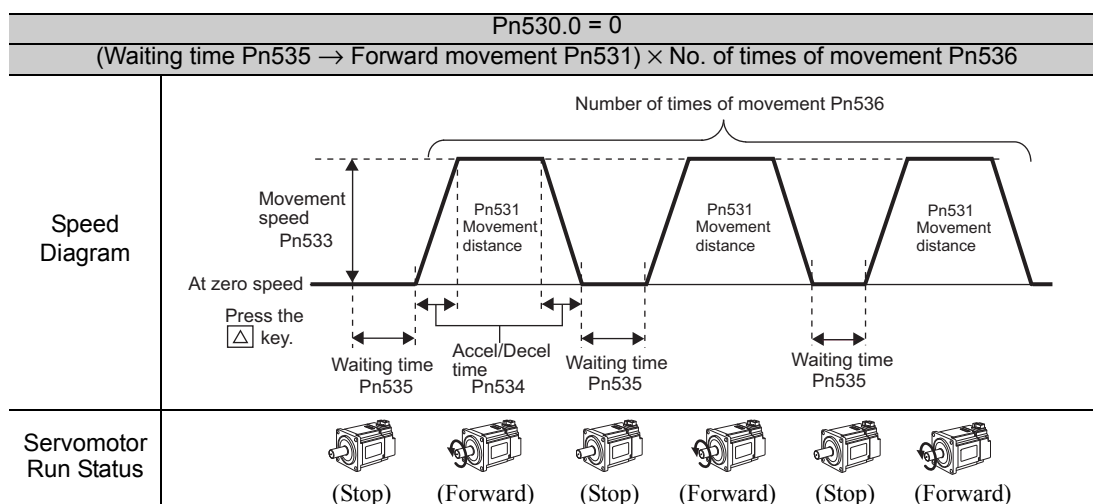 Pn530.0 = 0
(Waiting time Pn535 → Forward movement Pn531) × No. of times of movement Pn536
Speed
Diagram
Number of times of movement Pn536
Movement
speed
Pn533
Pn531
Movement
distance
Pn531
Movement
distance
Pn531
Movement
distance
At zero speed
Press the
△ key.
Waiting time
Pn535
Accel/Decel
time
Pn534
Waiting time
Pn535
Waiting time
Pn535
Servomotor
Run Status
(Stop) (Forward) (Stop) (Forward) (Stop) (Forward)